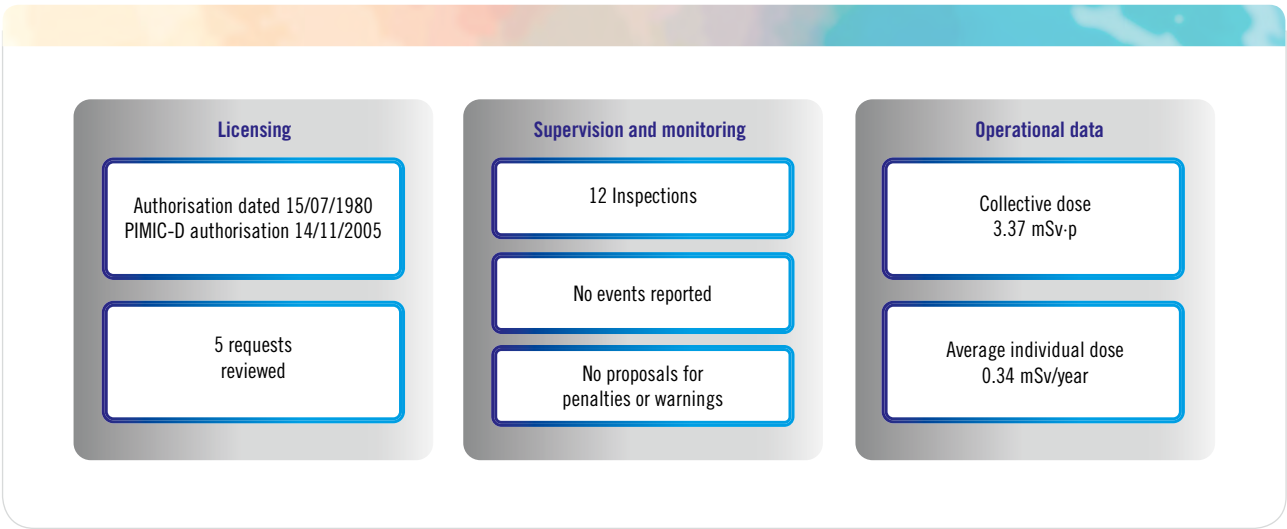 Licensing
Authorisation dated 15/07/1980
PIMIC-D authorisation 14/11/2005
5 requests
reviewed
Supervision and monitoring
12 Inspections
No events reported
No proposals for
penalties or warnings
Operational data
Collective dose
3.37 mSv·p
Average individual dose
0.34 mSv/year